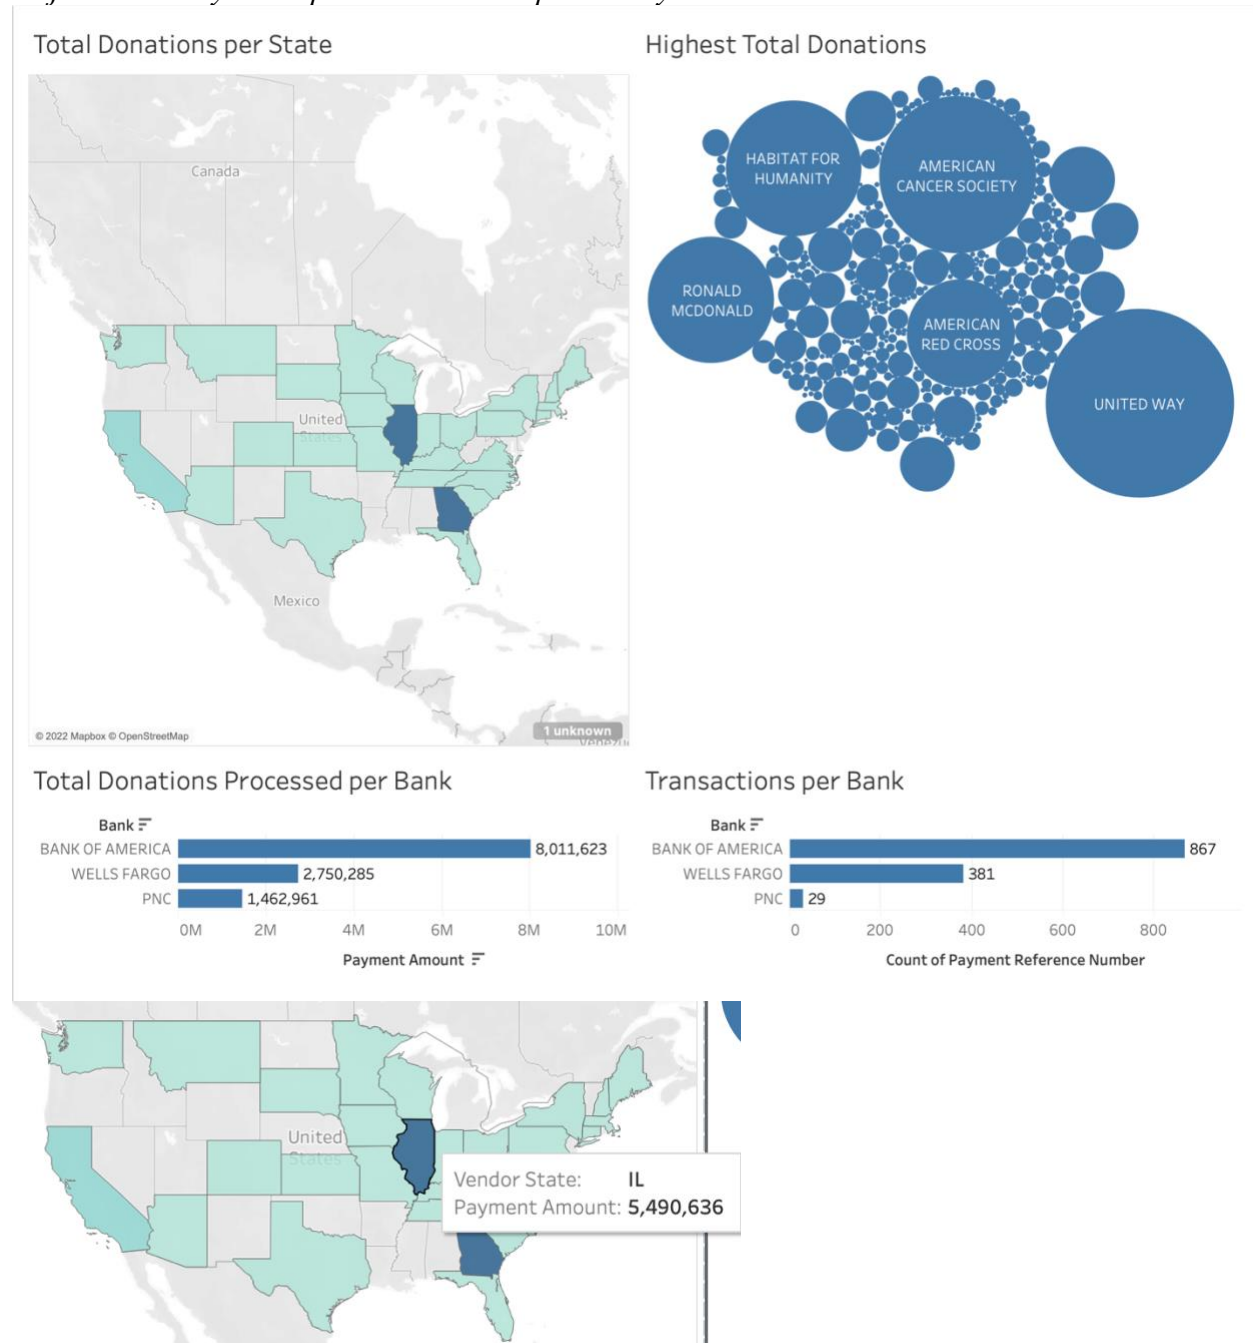 Total Donations per State
Highest Total Donations
Canada
United
States
Mexico
© 2022 Mapbox © OpenStreetMap
1 unknown
HABITAT FOR
HUMANITY
AMERICAN
CANCER SOCIETY
RONALD
MCDONALD
AMERICAN
RED CROSS
UNITED WAY
Total Donations Processed per Bank
Bank
BANK OF AMERICA 8,011,623
WELLS FARGO 2,750,285
PNC 1,462,961
0M 2M 4M 6M 8M 10M
Payment Amount
Transactions per Bank
Bank
BANK OF AMERICA 867
WELLS FARGO 381
PNC 29
0 200 400 600 800
Count of Payment Reference Number
United
States
Vendor State: IL
Payment Amount: 5,490,636